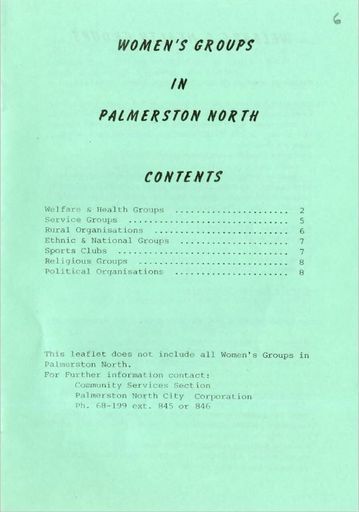 6
WOMEN'S GROUPS
IN
PALMERSTON NORTH
CONTENTS
Welfare & Health Groups ...................... 2
Service Groups .............................. 5
Rural Organisations ......................... 6
Ethnic & National Groups ..................... 7
Sports Clubs ................................ 7
Religious Groups ............................ 8
Political Organisations ...................... 8
This leaflet does not include all Women's Groups in
Palmerston North.
For Further information contact:
Community Services Section
Palmerston North City Corporation
Ph. 68-199 ext. 845 or 846